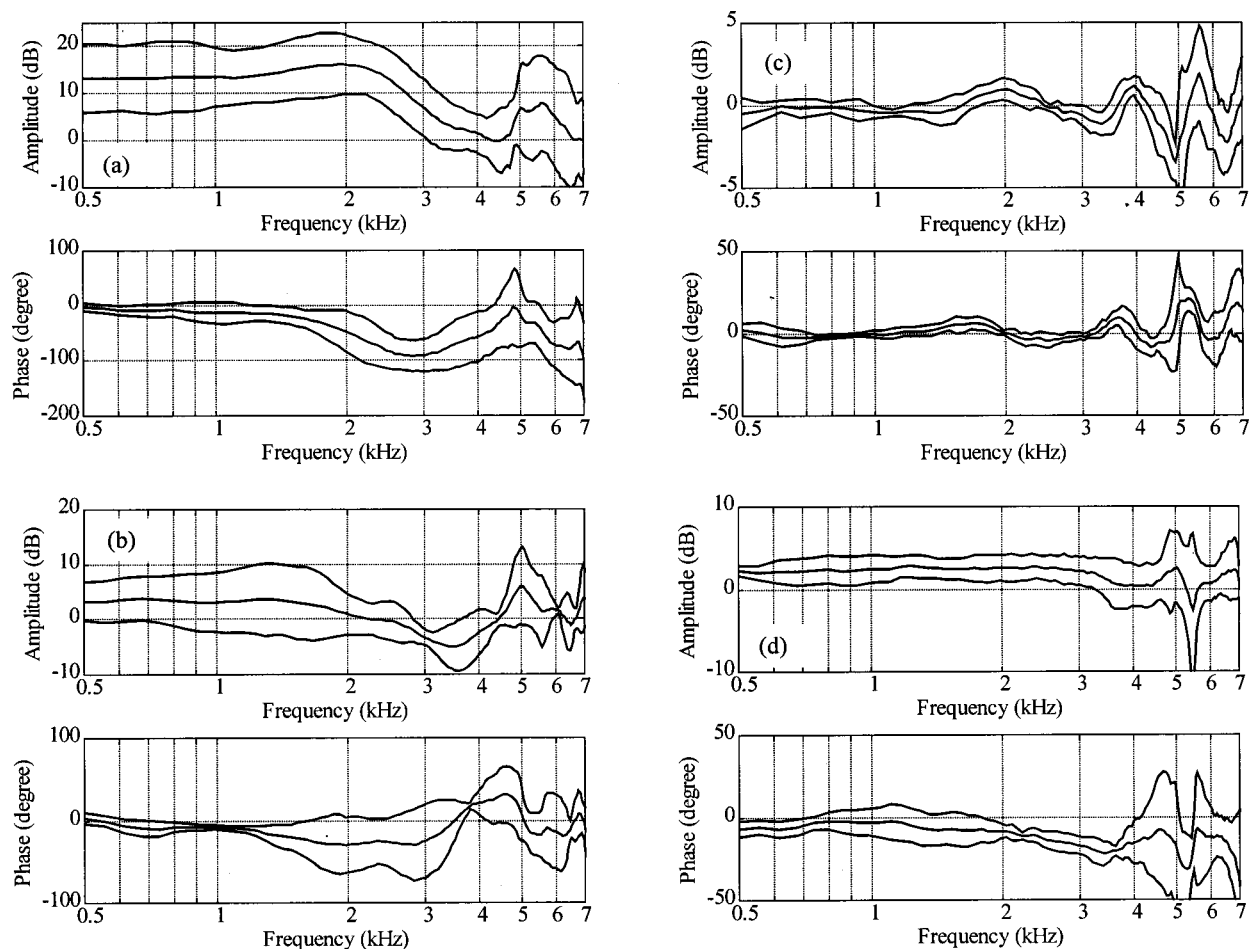 20
10
0
-10
Amplitude (dB)
(a)
0.5 1 2 3 4 5 6 7
Frequency (kHz)
100
0
-100
-200
Phase (degree)
0.5 1 2 3 4 5 6 7
Frequency (kHz)
20
10
0
-10
Amplitude (dB)
(b)
0.5 1 2 3 4 5 6 7
Frequency (kHz)
100
0
-100
Phase (degree)
0.5 1 2 3 4 5 6 7
Frequency (kHz)
5
0
5
Amplitude (dB)
(c)
0.5 1 2 3 4 5 6 7
Frequency (kHz)
50
0
-50
Phase (degree)
0.5 1 2 3 4 5 6 7
Frequency (kHz)
10
0
-10
Amplitude (dB)
(d)
0.5 1 2 3 4 5 6 7
Frequency (kHz)
50
0
-50
Phase (degree)
0.5 1 2 3 4 5 6 7
Frequency (kHz)